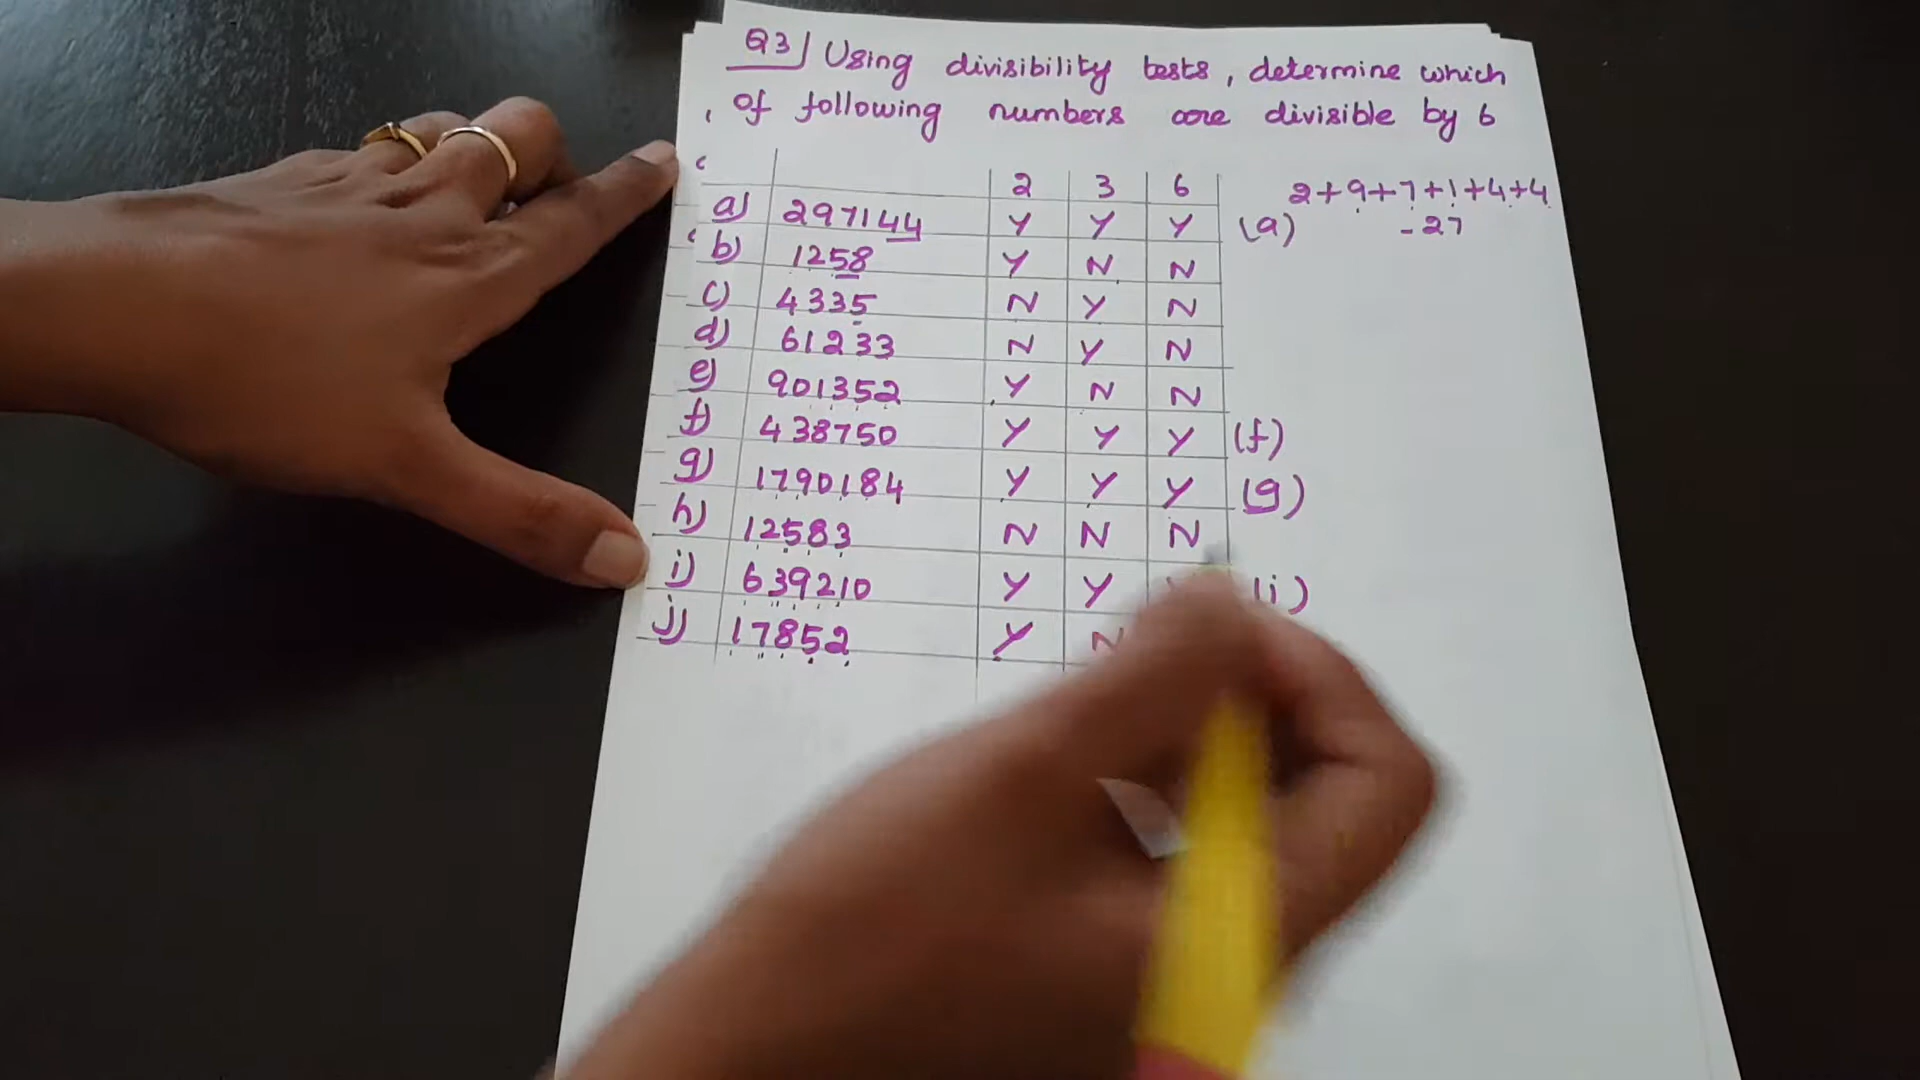 Q3) Using divisibility tests, determine which
of following numbers are divisible by 6
2 3 6
a) 297144 Y Y Y (a) 2+9+7+1+4+4
- 27
b) 1258 Y N N
c) 4335 N Y N
d) 61233 N Y N
e) 901352 Y N N
f) 438750 Y Y Y (f)
g) 1790184 Y Y Y (g)
h) 12583 N N N
i) 639210 Y Y (i)
j) 17852 Y N